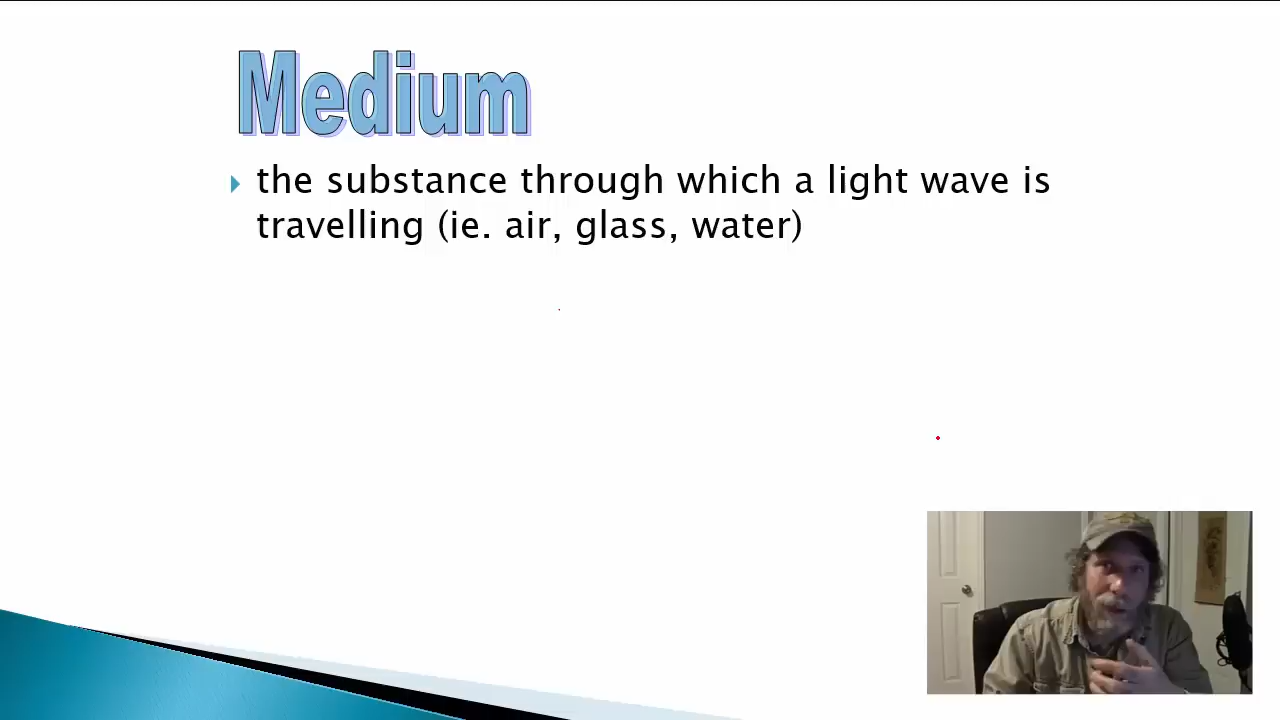 Medium
the substance through which a light wave is
travelling (ie. air, glass, water)